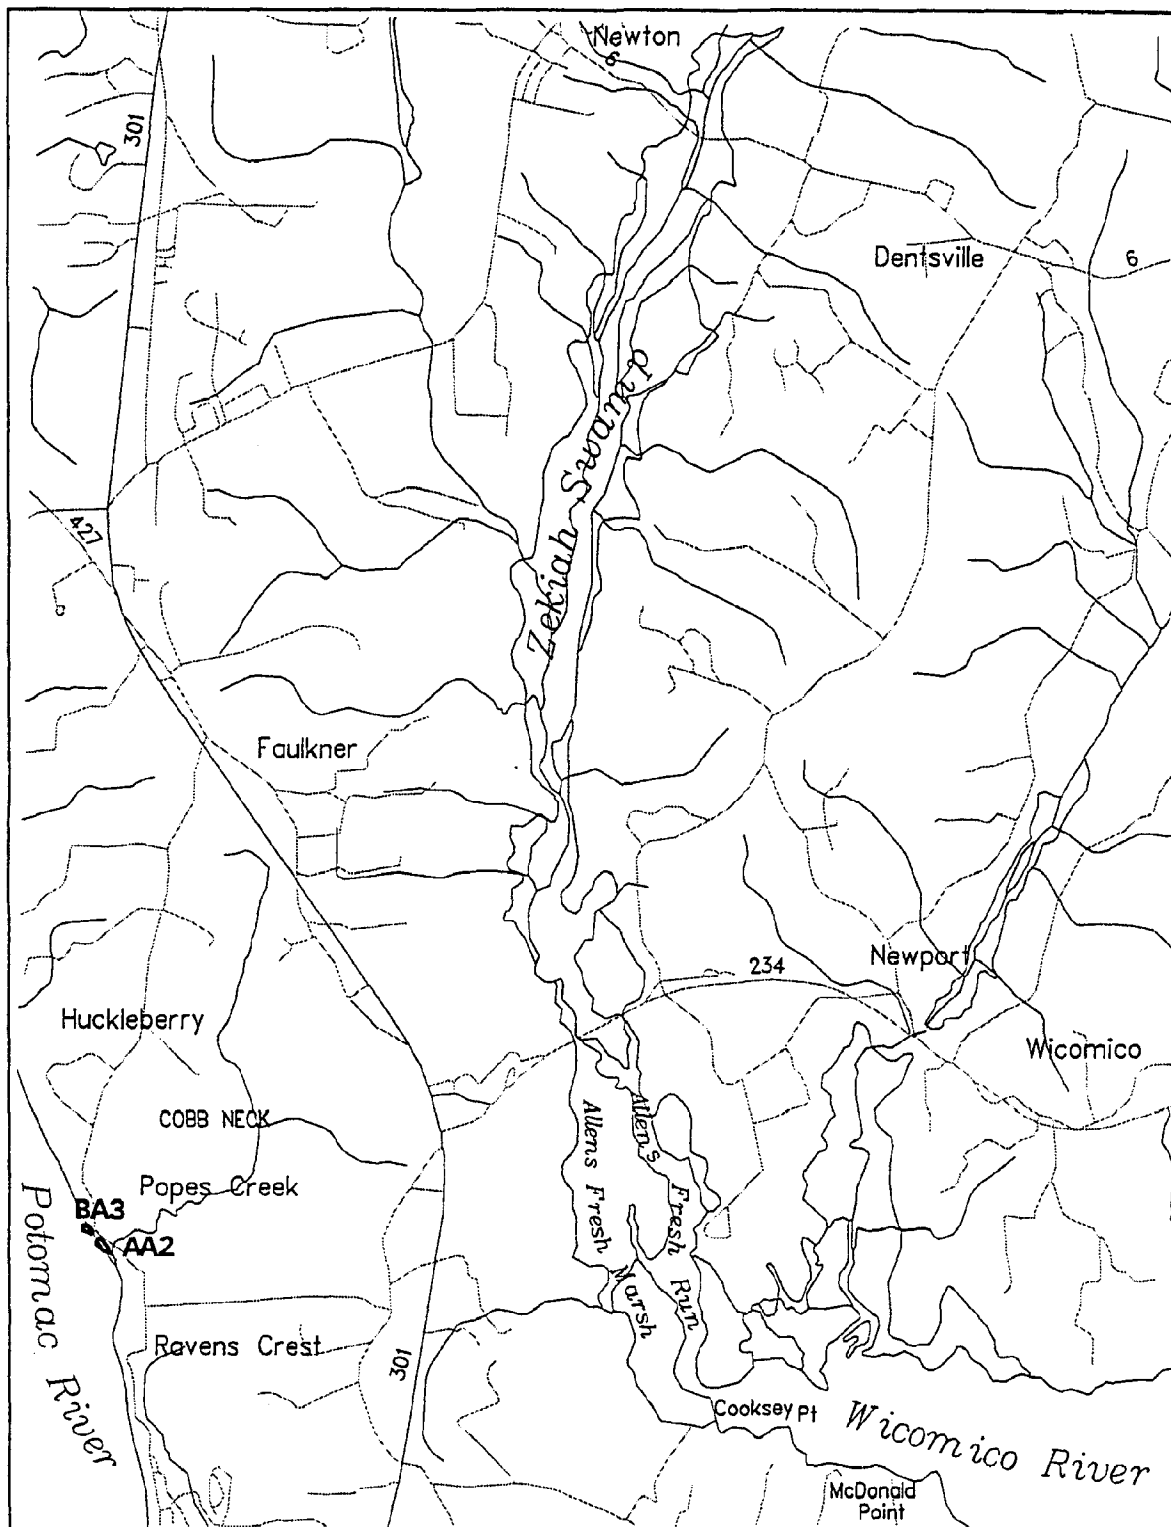 Newton
6
301
Dentsville
6
Zekiah Swamp
427
Faulkner
Newport
234
Huckleberry
Wicomico
COBB NECK
Allens Fresh Marsh
Allens Fresh Run
Popes Creek
BA3
AA2
Potomac River
Ravens Crest
301
Cooksey Pt
Wicomico River
McDonald
Point